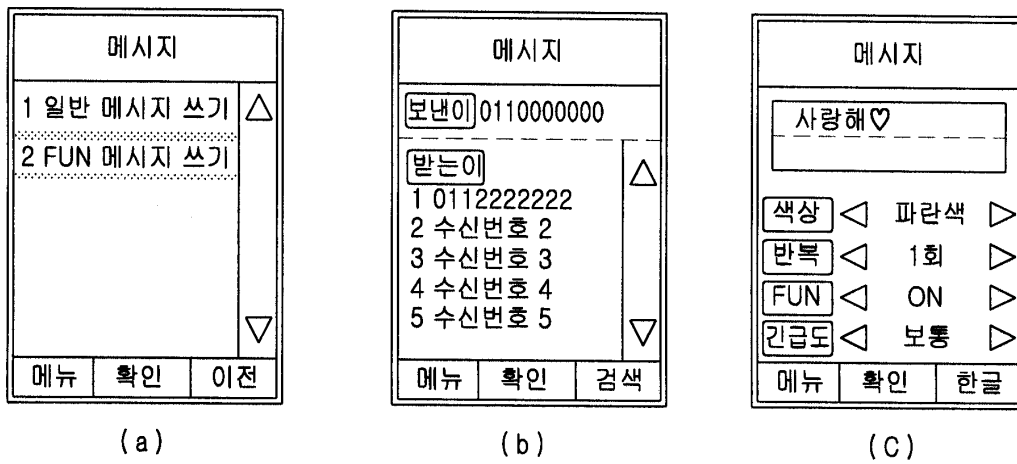 메시지
1 일반 메시지 쓰기 △
2 FUN 메시지 쓰기
▽
메뉴 확인 이전
(a)
메시지
보낸이 0110000000
받는이 △
1 0112222222
2 수신번호 2
3 수신번호 3
4 수신번호 4
5 수신번호 5 ▽
메뉴 확인 검색
(b)
메시지
사랑해♡
색상 ◁ 파란색 ▷
반복 ◁ 1회 ▷
FUN ◁ ON ▷
긴급도 ◁ 보통 ▷
메뉴 확인 한글
(C)